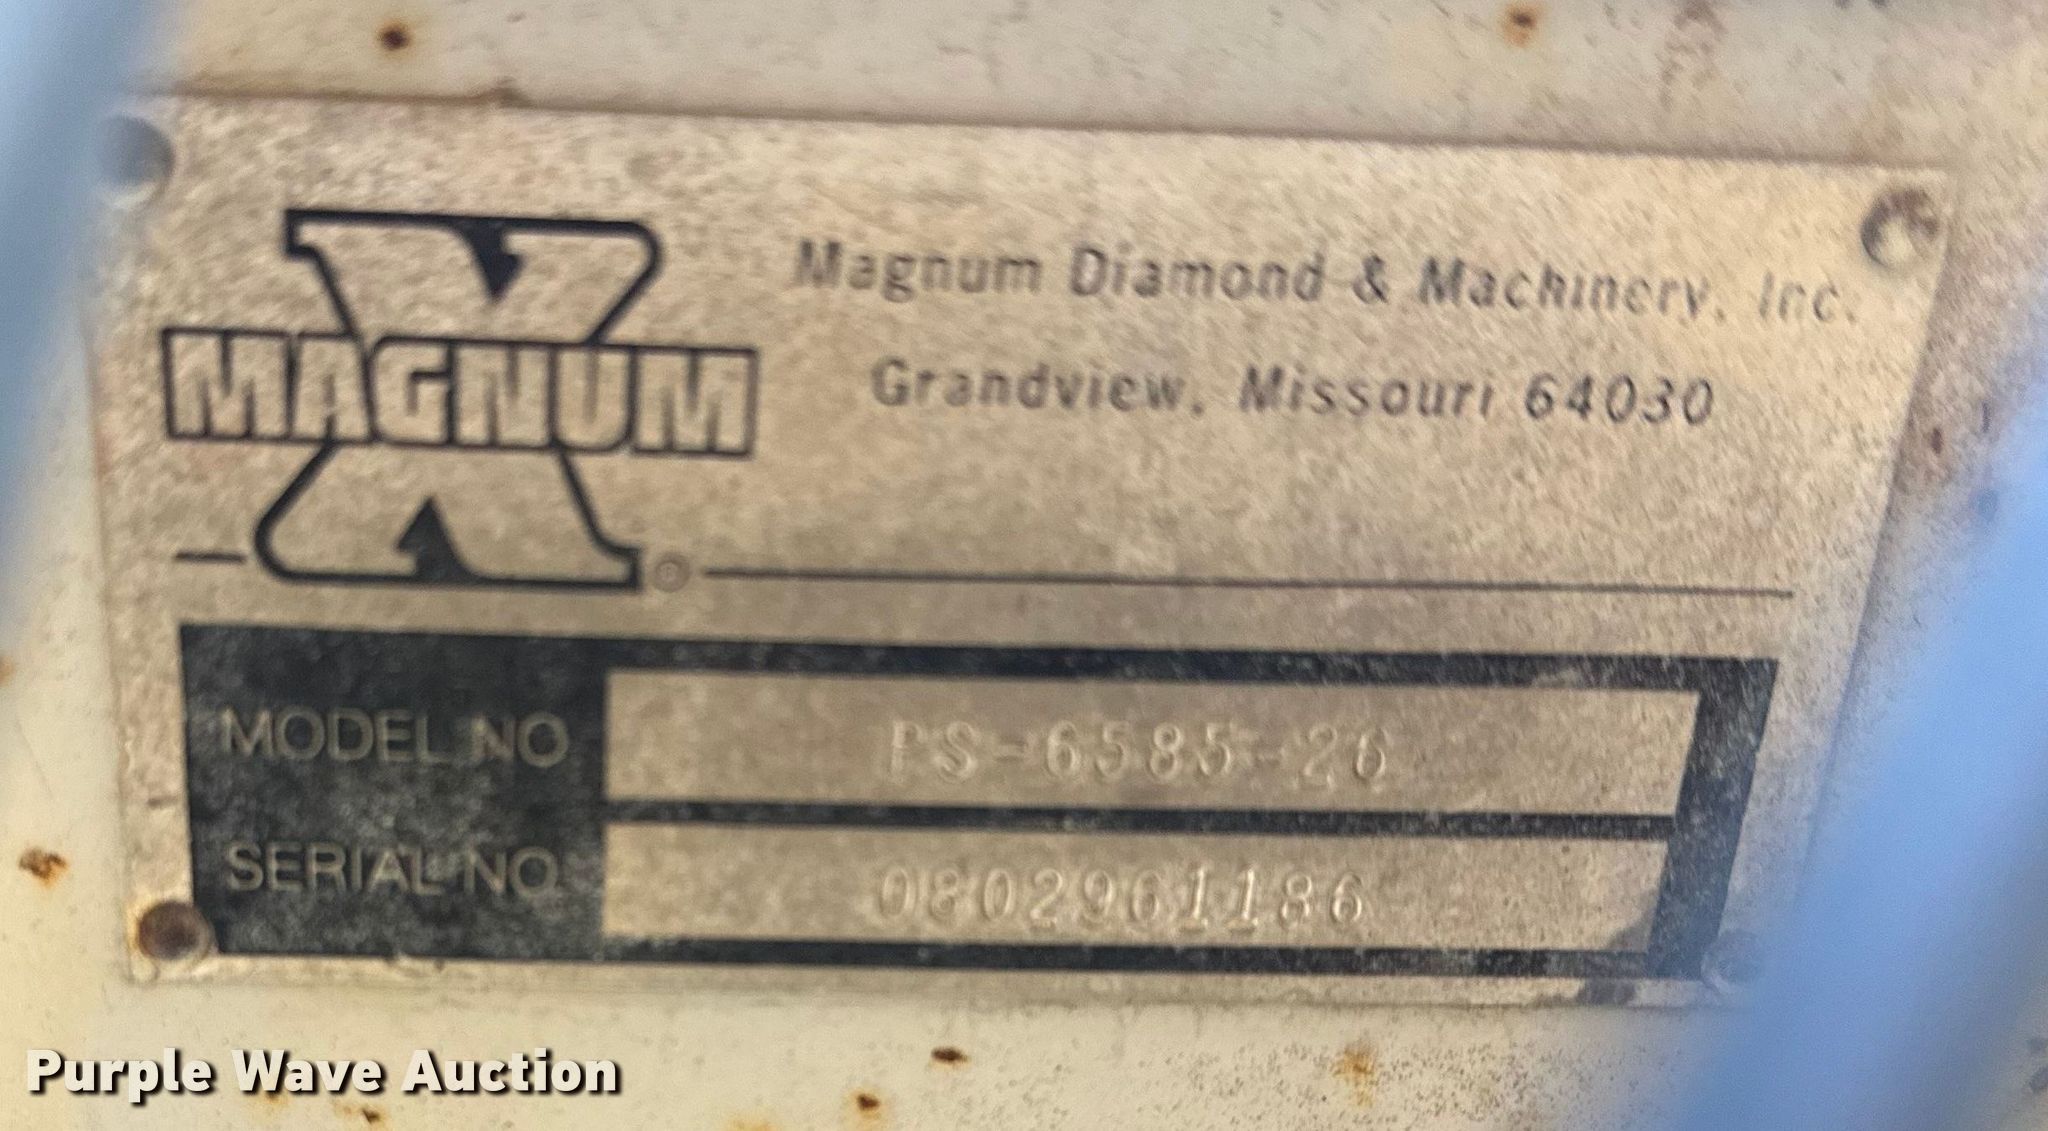 MAGNUM
X
®
Magnum Diamond & Machinery, Inc.
Grandview, Missouri 64030
MODEL NO
PS-6585-26
SERIAL NO
0802961186
Purple Wave Auction